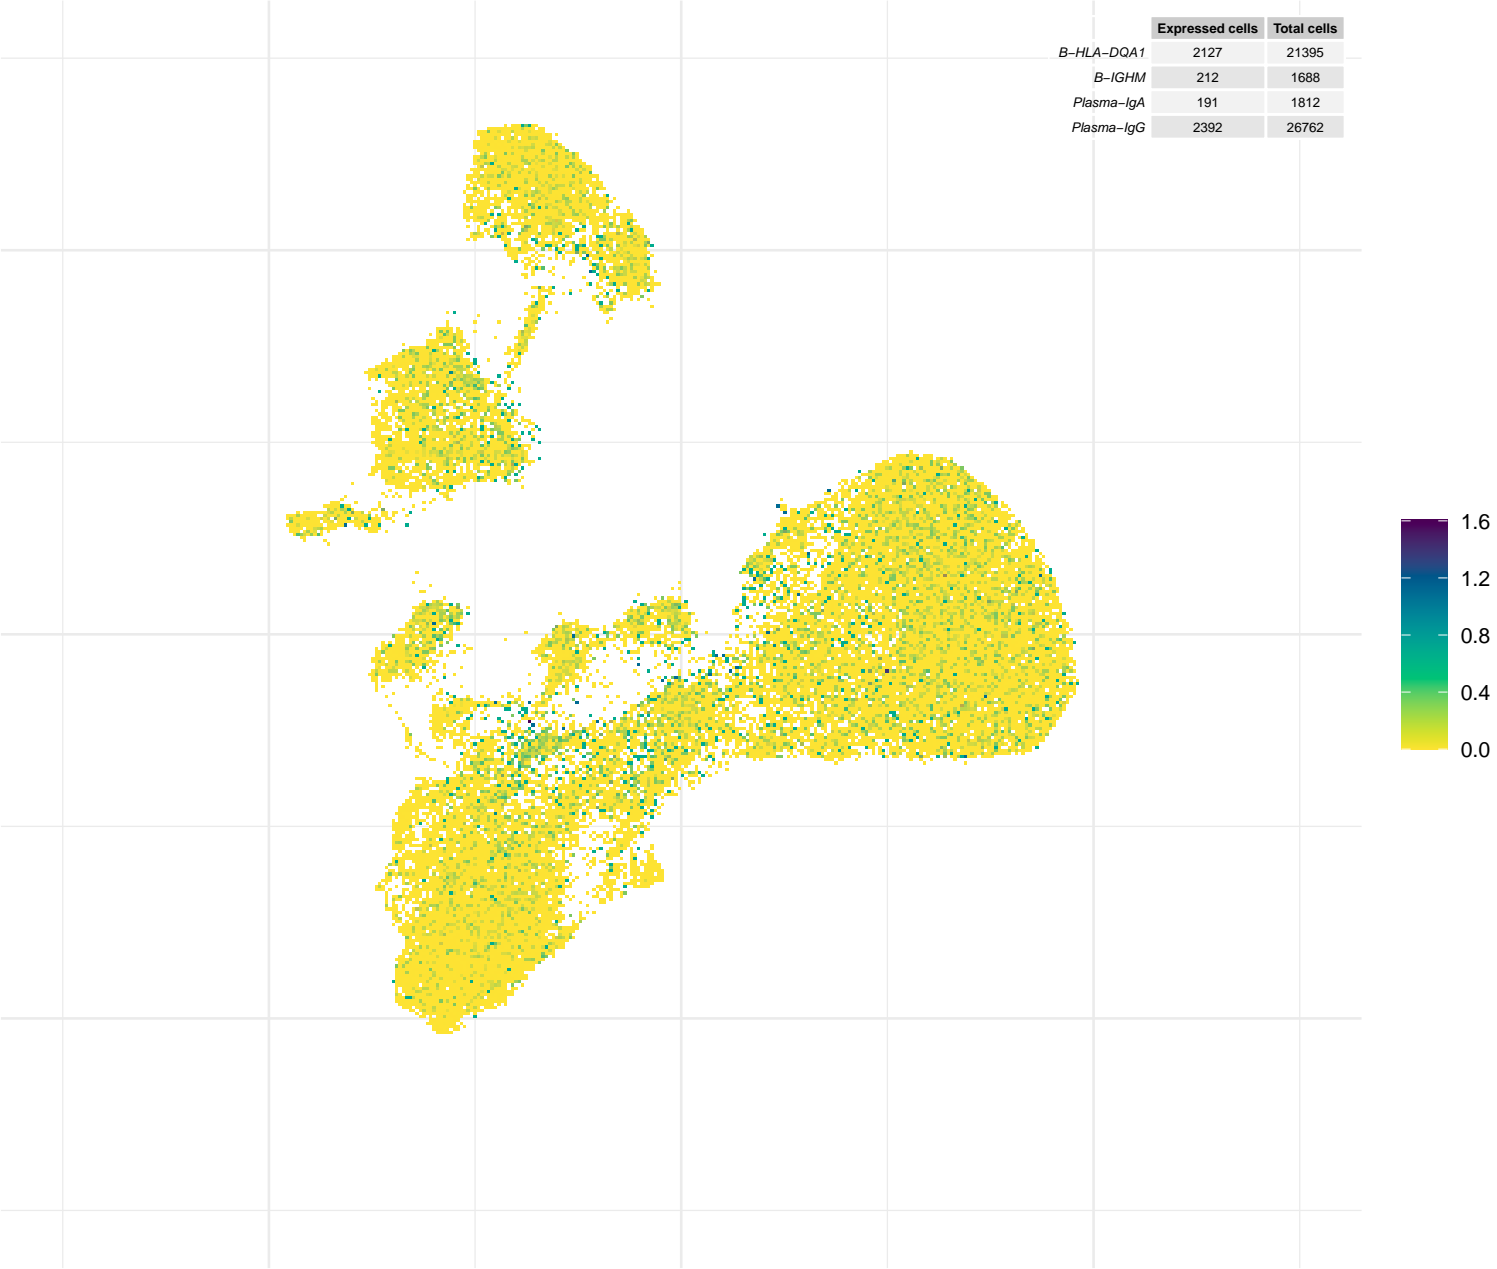 Expressed cells Total cells
B−HLA−DQA1 2127 21395
B−IGHM 212 1688
Plasma−IgA 191 1812
Plasma−IgG 2392 26762
1.6
1.2
0.8
0.4
0.0